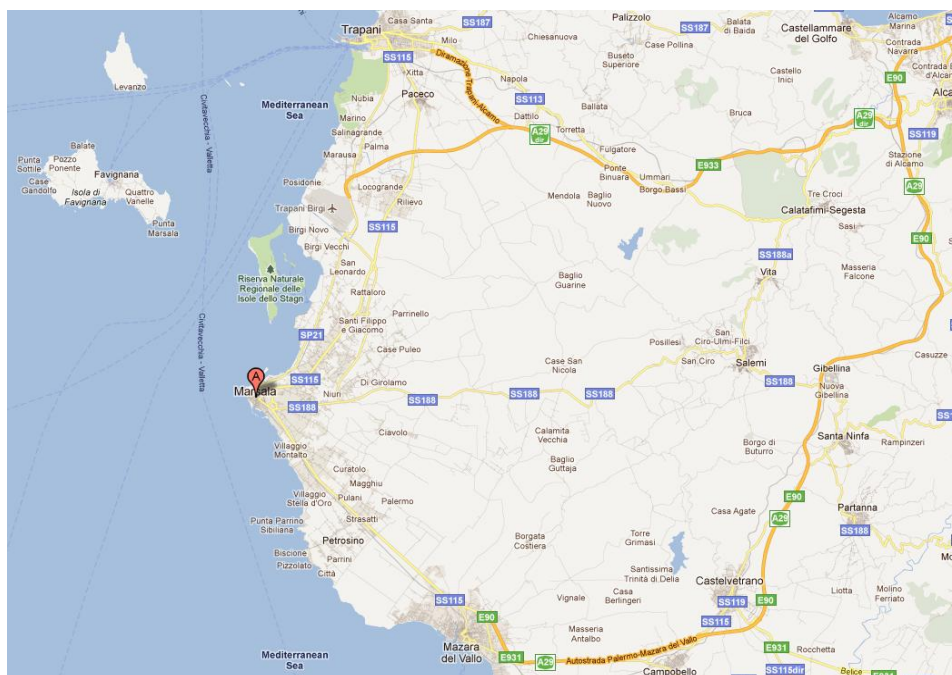 Trapani
Casa Santa
SS187
Palizzolo
SS187
Balata
di Baida
Castellammare
del Golfo
Alcamo
Marina
Contrada
Navarra
Milo
Chiesanuova
Case Pollina
Buseto
Superiore
SS115
Diramazione Trapani-Alcamo
Xitta
Napola
Castello
Inici
E90
Levanzo
Mediterranean
Sea
Nubia
Paceco
SS113
Ballata
Bruca
A29
dir
Marino
Salinagrande
Dattilo
Torretta
A29
dir
SS119
Civitavecchia - Valletta
Marausa
Palma
Fulgatore
Stazione
di Alcamo
Balate
Punta
Sottile
Pozzo
Ponente
Favignana
Case
Gandolfo
Isola di
Favignana
Quattro
Vanelle
Punta
Marsala
Posidonie
Locogrande
Rilievo
Ponte
Binuara
Ummari
Borgo Bassi
E933
A29
Mendola
Baglio
Nuovo
Tre Croci
Calatafimi-Segesta
Sasi
Trapani Birgi
SS115
Birgi Novo
Birgi Vecchi
E90
San
Leonardo
SS188a
Vita
Masseria
Falcone
Riserva Naturale
Regionale delle
Isole dello Stagn
Baglio
Guarine
Rattaloro
Parrinello
Santi Filippo
e Giacomo
Civitavecchia - Valletta
SP21
Case Puleo
Posillesi
San
Ciro-Ulmi-Filci
San Ciro
Salemi
Casuzze
Case San
Nicola
Gibellina
A
Marsala
SS115
Di Girolamo
Niuri
SS188
SS188
SS188
SS188
SS188
Nuova
Gibellina
Ciavolo
Calamita
Vecchia
Borgo di
Buturro
Santa Ninfa
Rampinzeri
Villaggio
Montalto
Baglio
Guttaja
Curatolo
Magghiu
Villaggio
Stella d'Oro
Pulani
Palermo
E90
Strasatti
Casa Agate
A29
Partanna
SS188
Punta Parrino
Sibiliana
Petrosino
Borgata
Costiera
Torre
Grimasi
Biscione
Pizzolato
Parrini
Città
Santissima
Trinità di Delia
Castelvetrano
Liotta
Molino
Ferliato
SS115
E90
Vignale
Casa
Berlingeri
SS119
E90
SS115
Masseria
Antalbo
Mazara
del Vallo
E931
A29
Autostrada Palermo-Mazara del Vallo
E931
Rocchetta
Mediterranean
Sea
Campobello
SS115dir
Belice